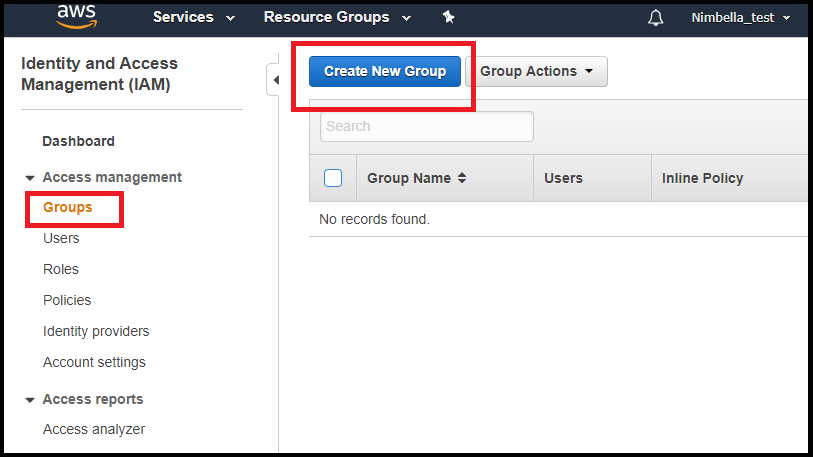 aws Services Resource Groups Nimbella_test
Identity and Access
Management (IAM)
Dashboard
Access management
Groups
Users
Roles
Policies
Identity providers
Account settings
Access reports
Access analyzer
Create New Group Group Actions
Search
Group Name Users Inline Policy
No records found.